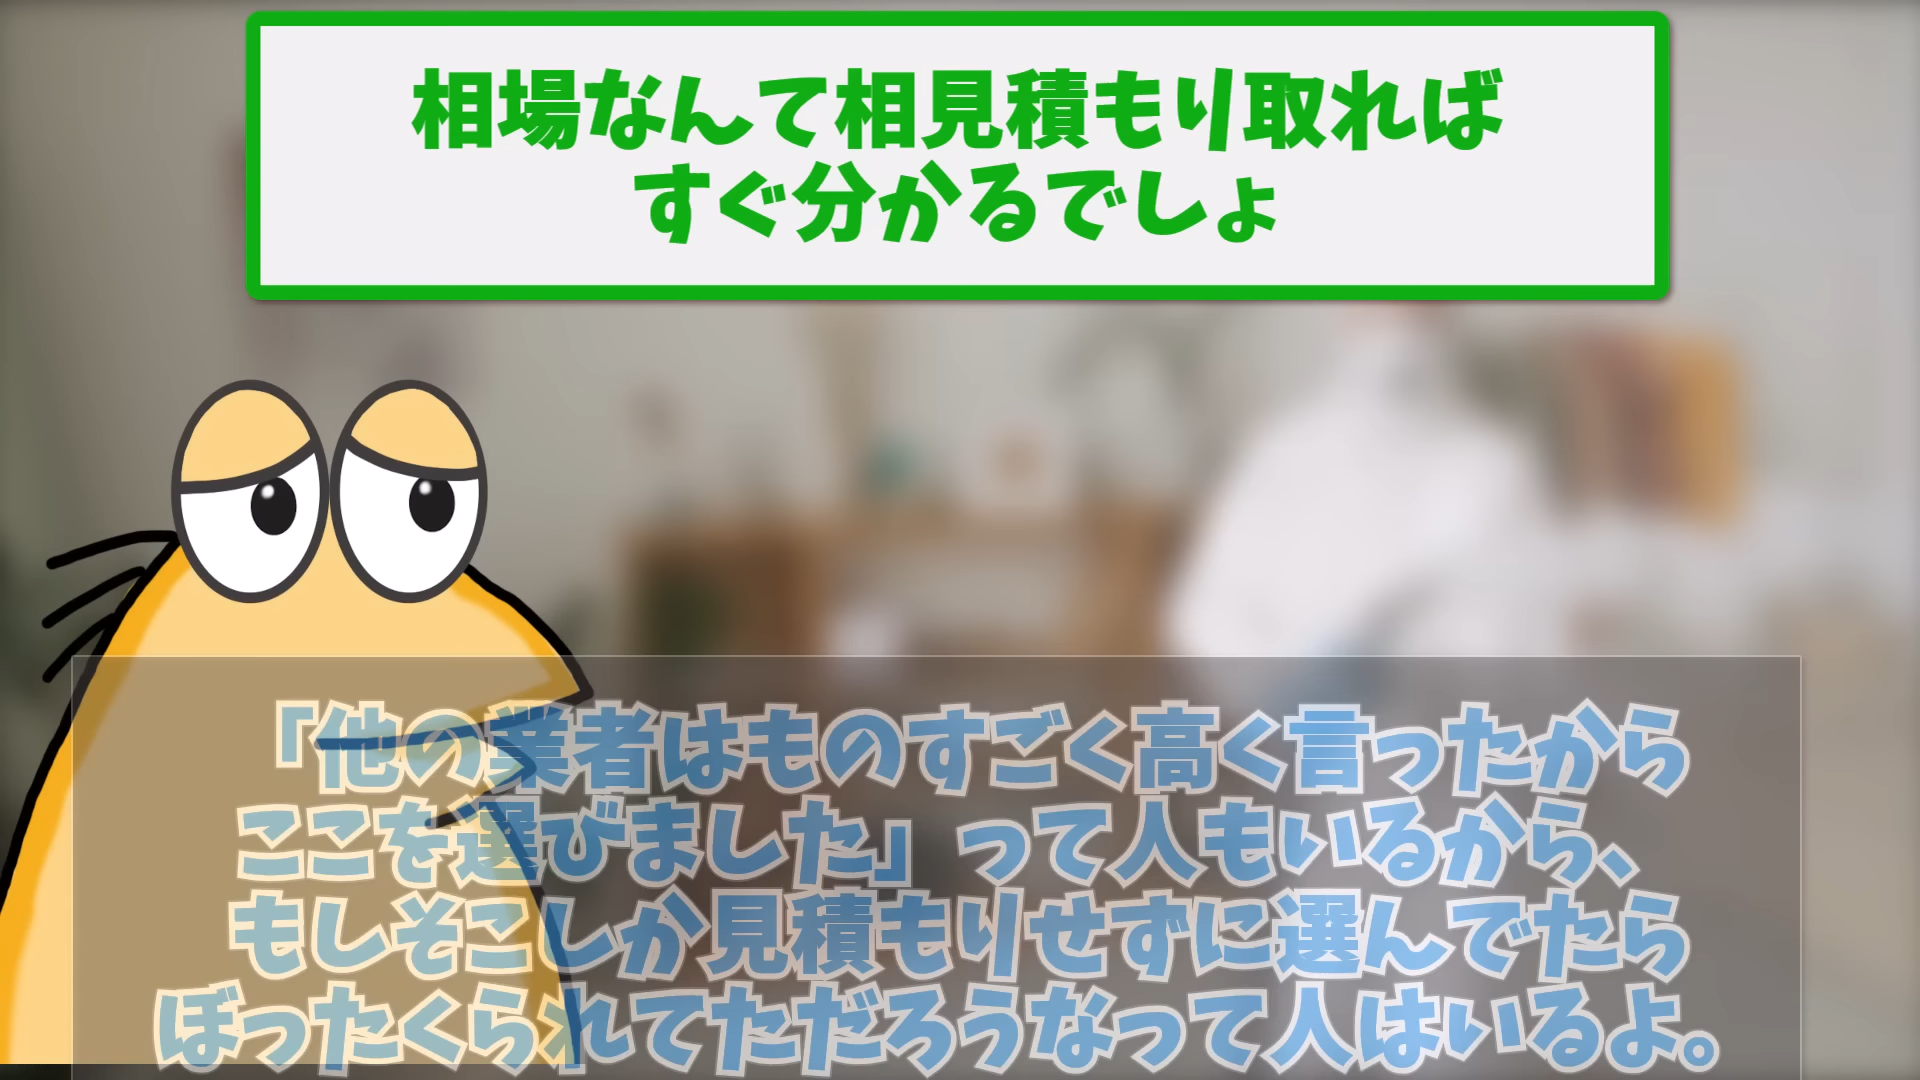 相場なんて相見積もり取れば
すぐ分かるでしょ
「他の業者はものすごく高く言ったから
ここを選びました」って人もいるから、
もしそこしか見積もりせずに選んでたら
ぼったくられてただろうなって人はいるよ。